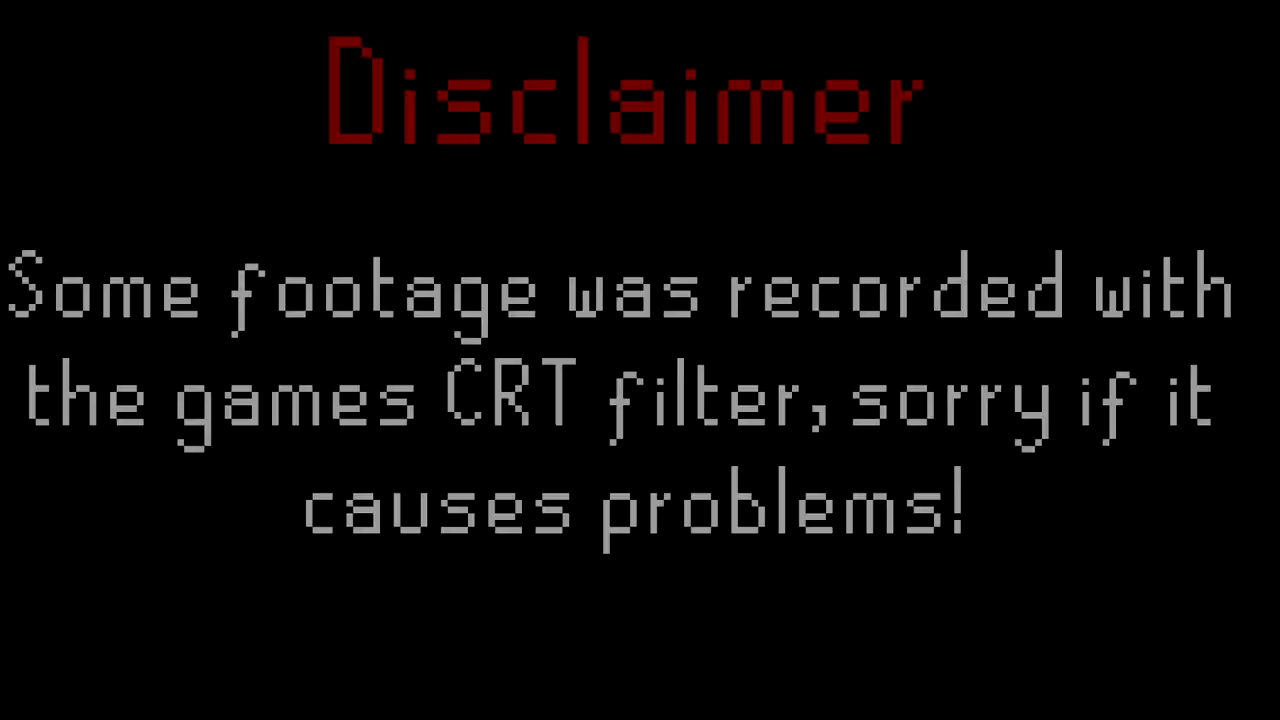 Disclaimer
Some footage was recorded with
the games CRT filter, sorry if it
causes problems!